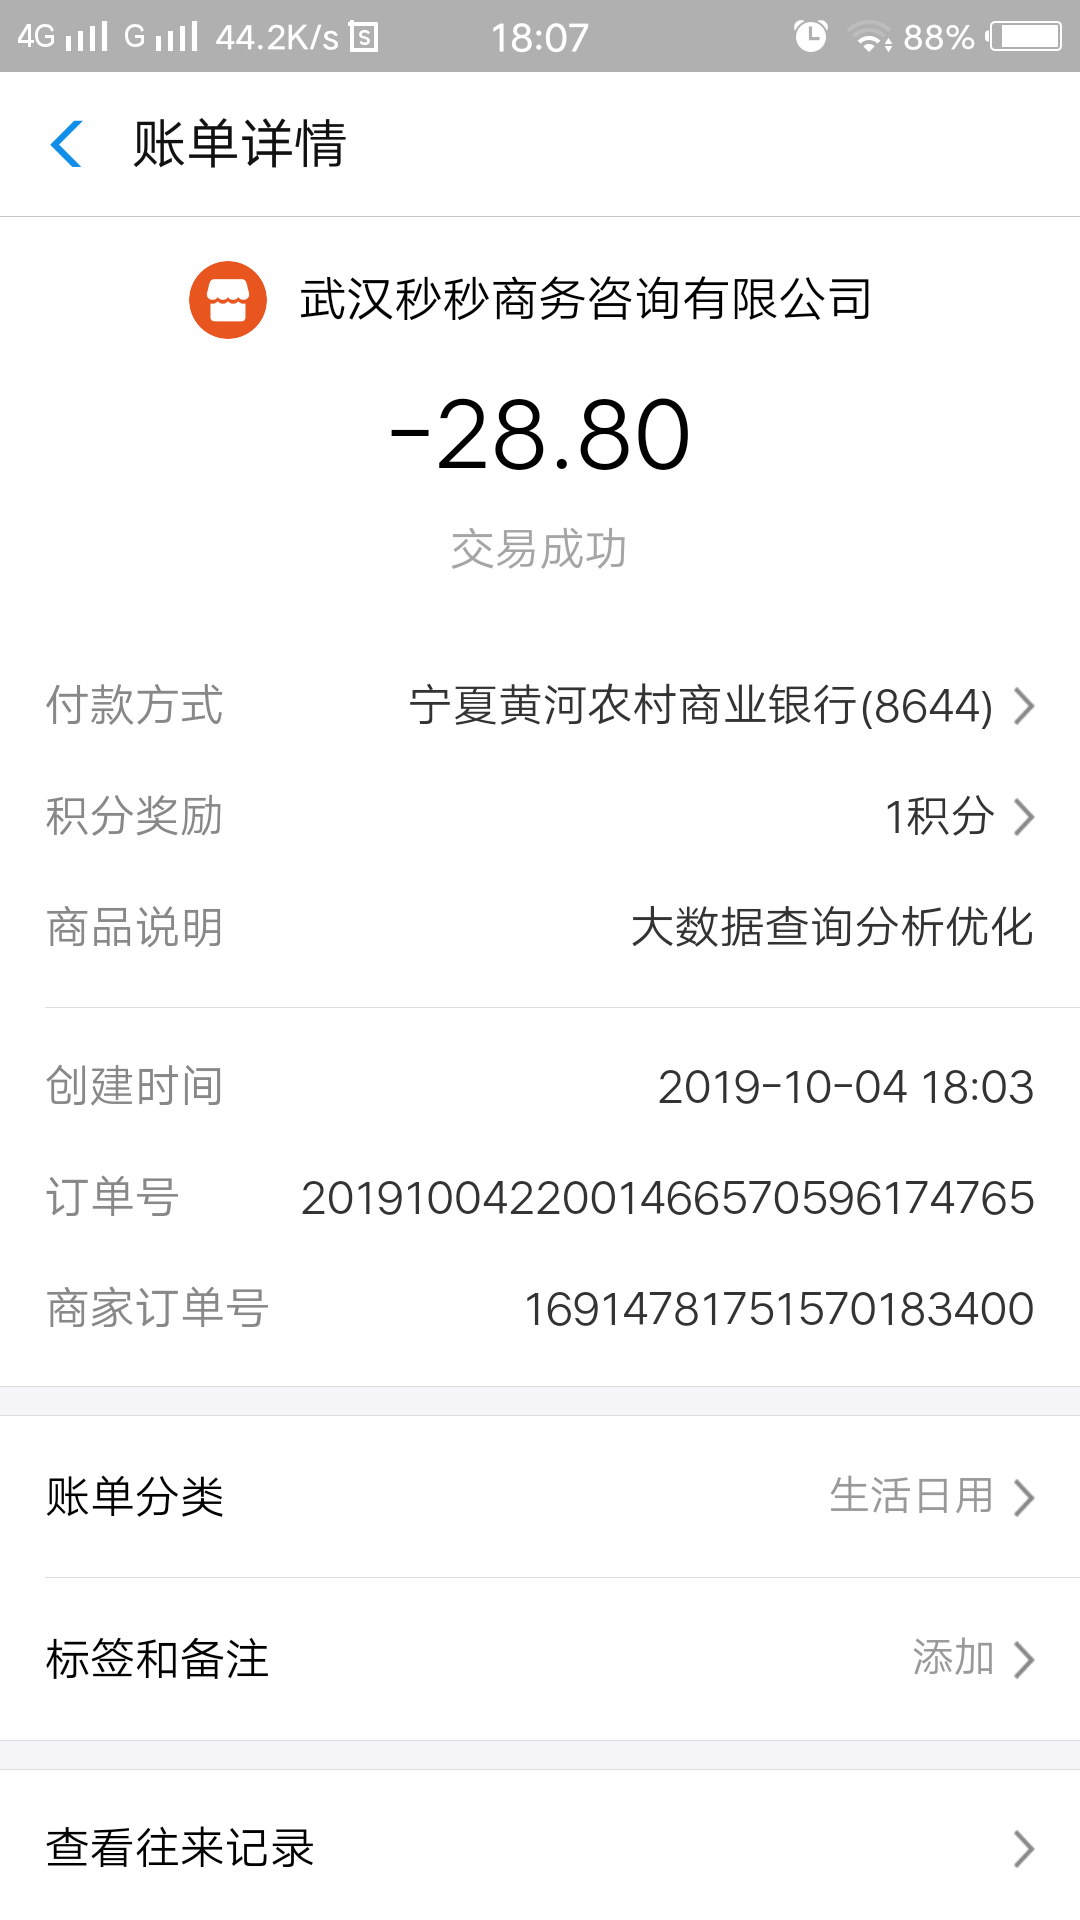 4G G 44.2K/s S 18:07 88%
账单详情
武汉秒秒商务咨询有限公司
-28.80
交易成功
付款方式 宁夏黄河农村商业银行(8644)
积分奖励 1积分
商品说明 大数据查询分析优化
创建时间 2019-10-04 18:03
订单号 2019100422001466570596174765
商家订单号 16914781751570183400
账单分类 生活日用
标签和备注 添加
查看往来记录